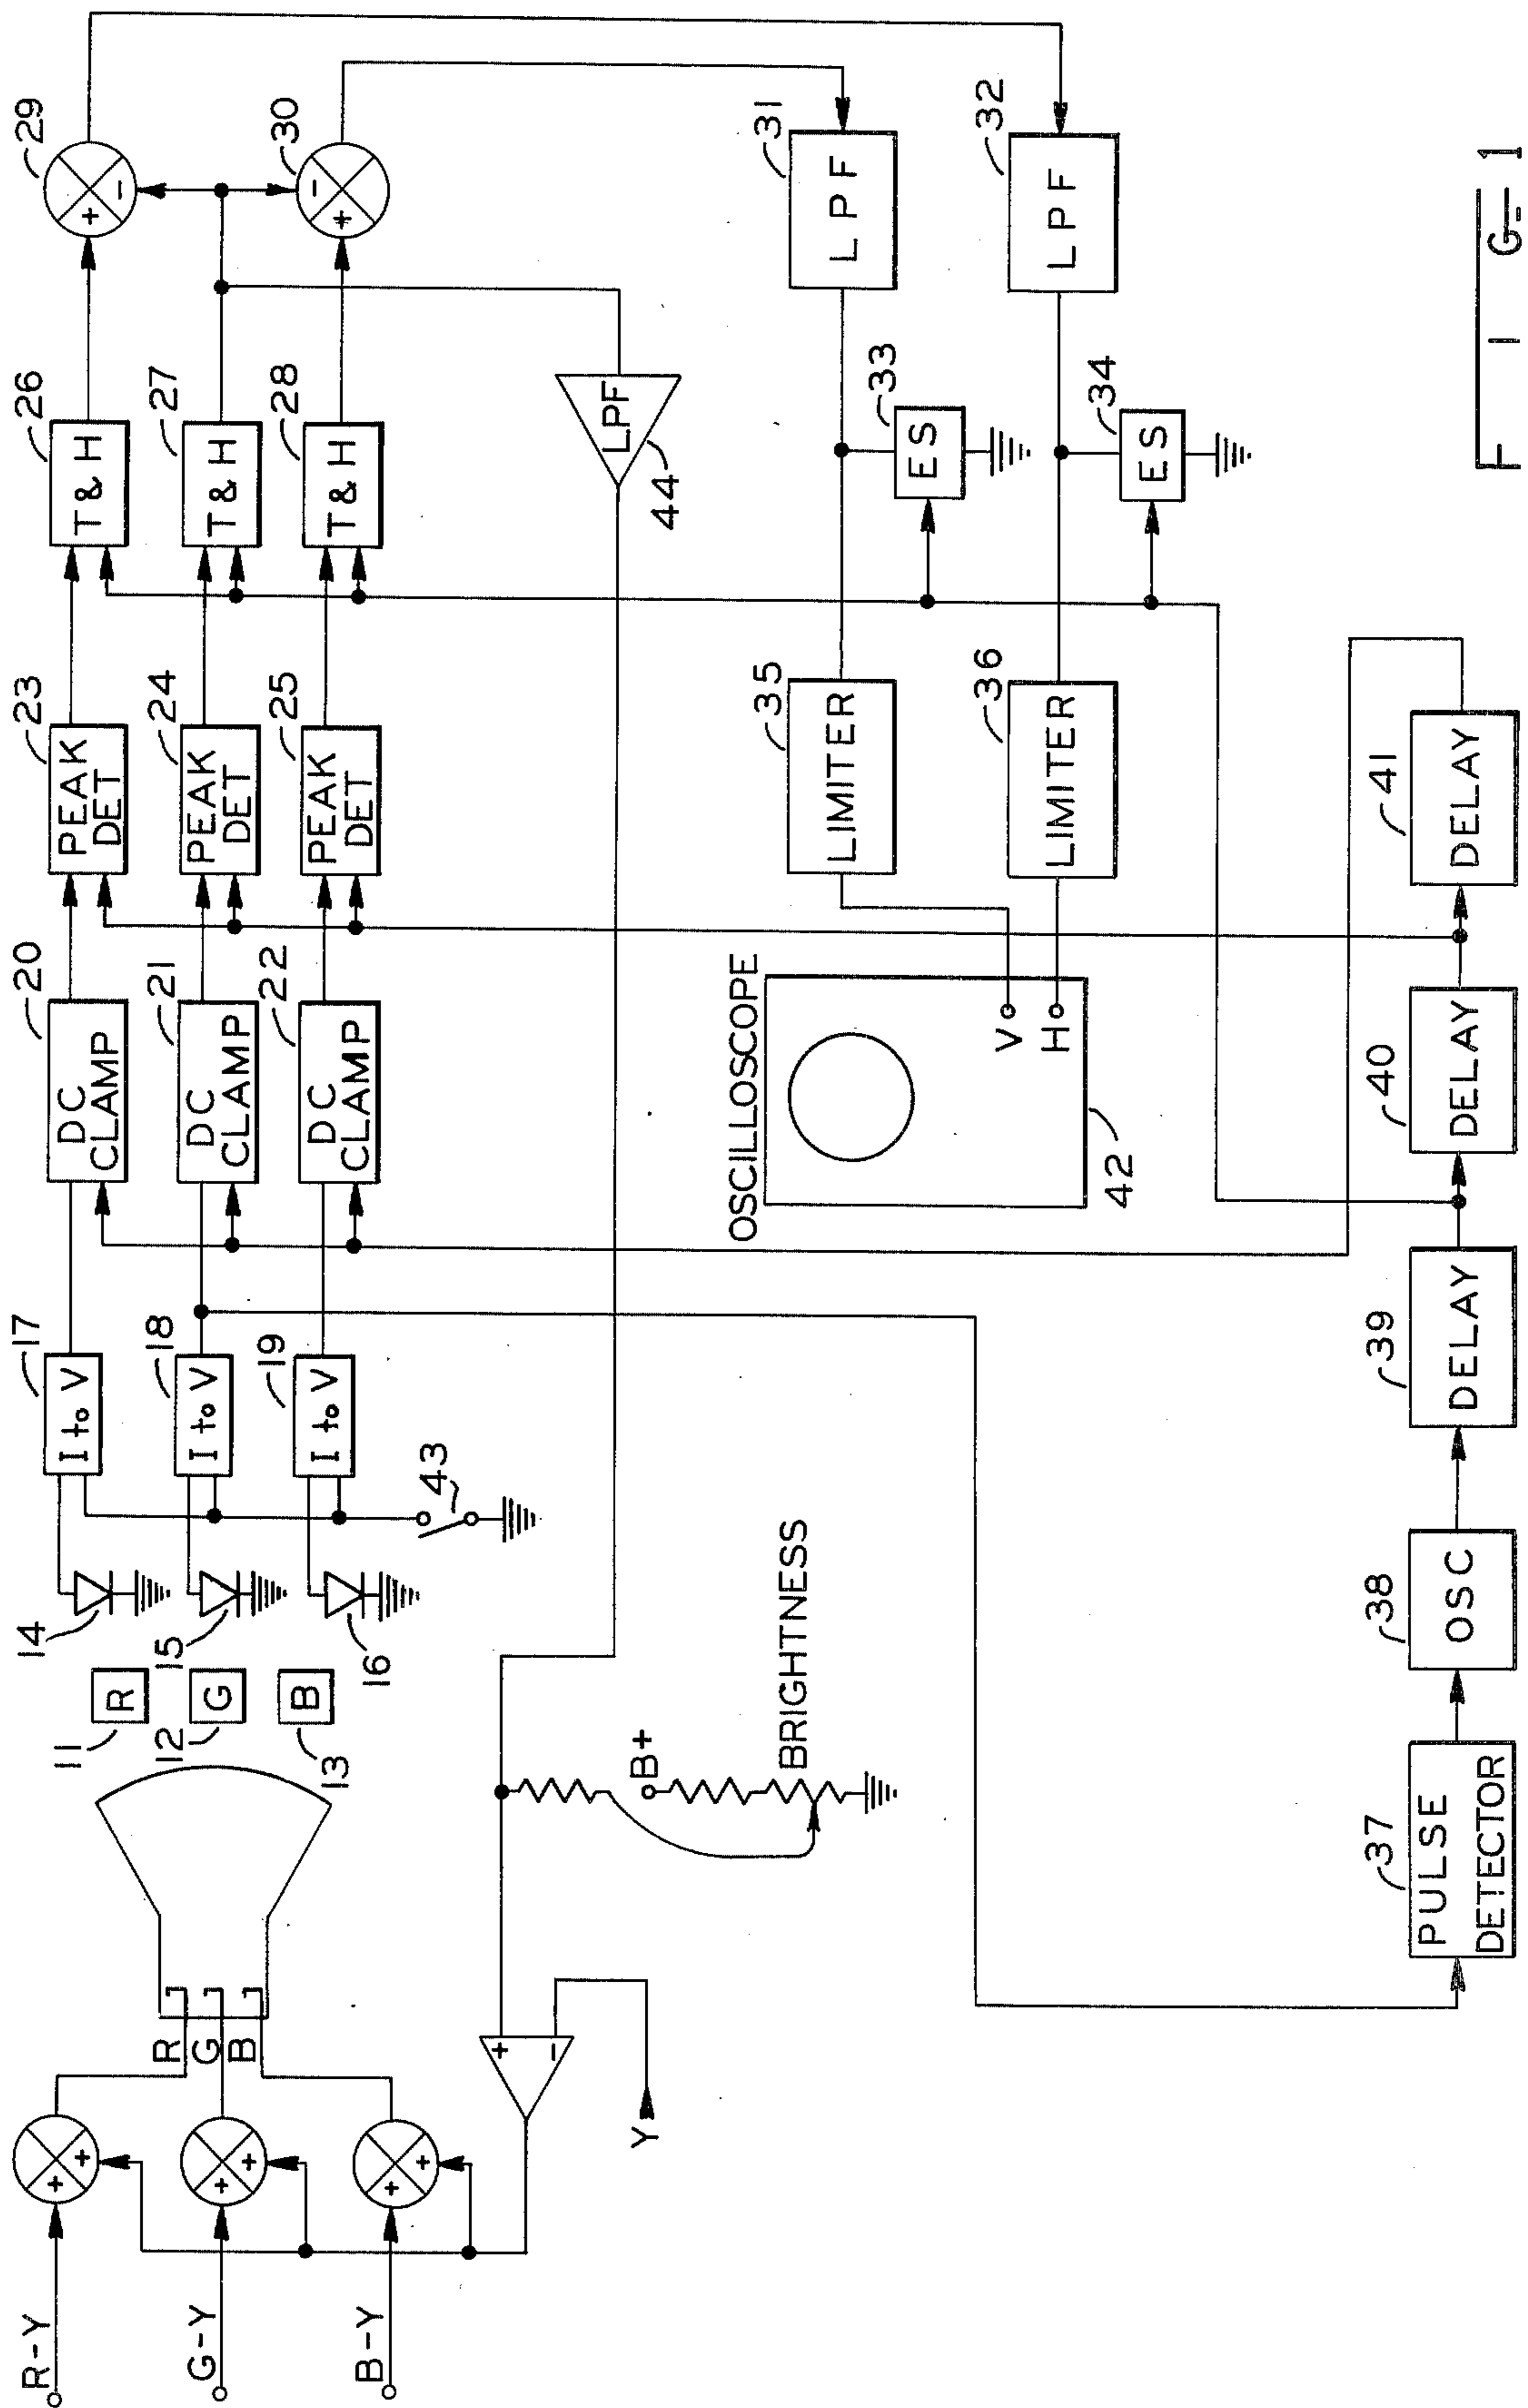 R-Y
G-Y
B-Y
+
+
+
+
+
+
R
G
B
+
-
Y
11
R
12
G
13
B
14
15
16
17
I to V
18
I to V
19
I to V
43
20
DC
CLAMP
21
DC
CLAMP
22
DC
CLAMP
23
PEAK
DET
24
PEAK
DET
25
PEAK
DET
26
T & H
27
T & H
28
T & H
29
+
-
30
-
+
LPF
44
B+
BRIGHTNESS
OSCILLOSCOPE
V
H
42
35
LIMITER
36
LIMITER
33
ES
34
ES
31
LPF
32
LPF
37
PULSE
DETECTOR
38
OSC
39
DELAY
40
DELAY
41
DELAY
FIG-1